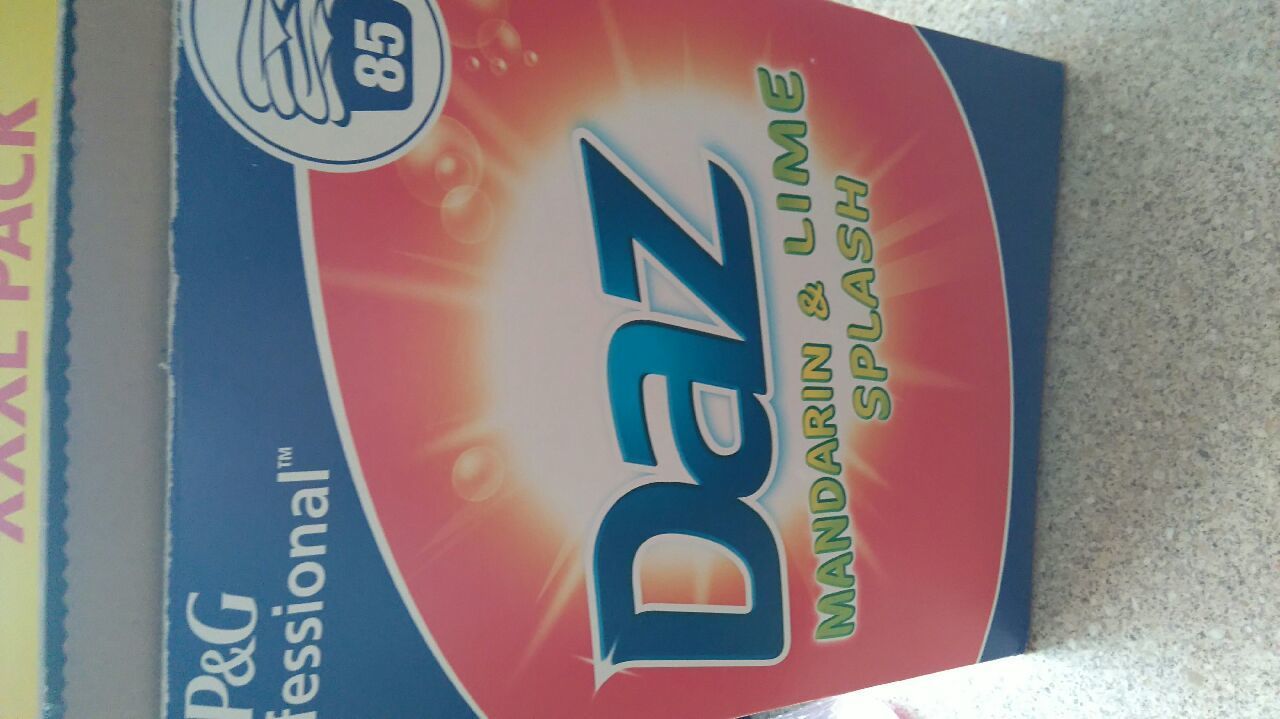 XXXL PACK
85
P&G
fessional™
Daz
MANDARIN & LIME
SPLASH